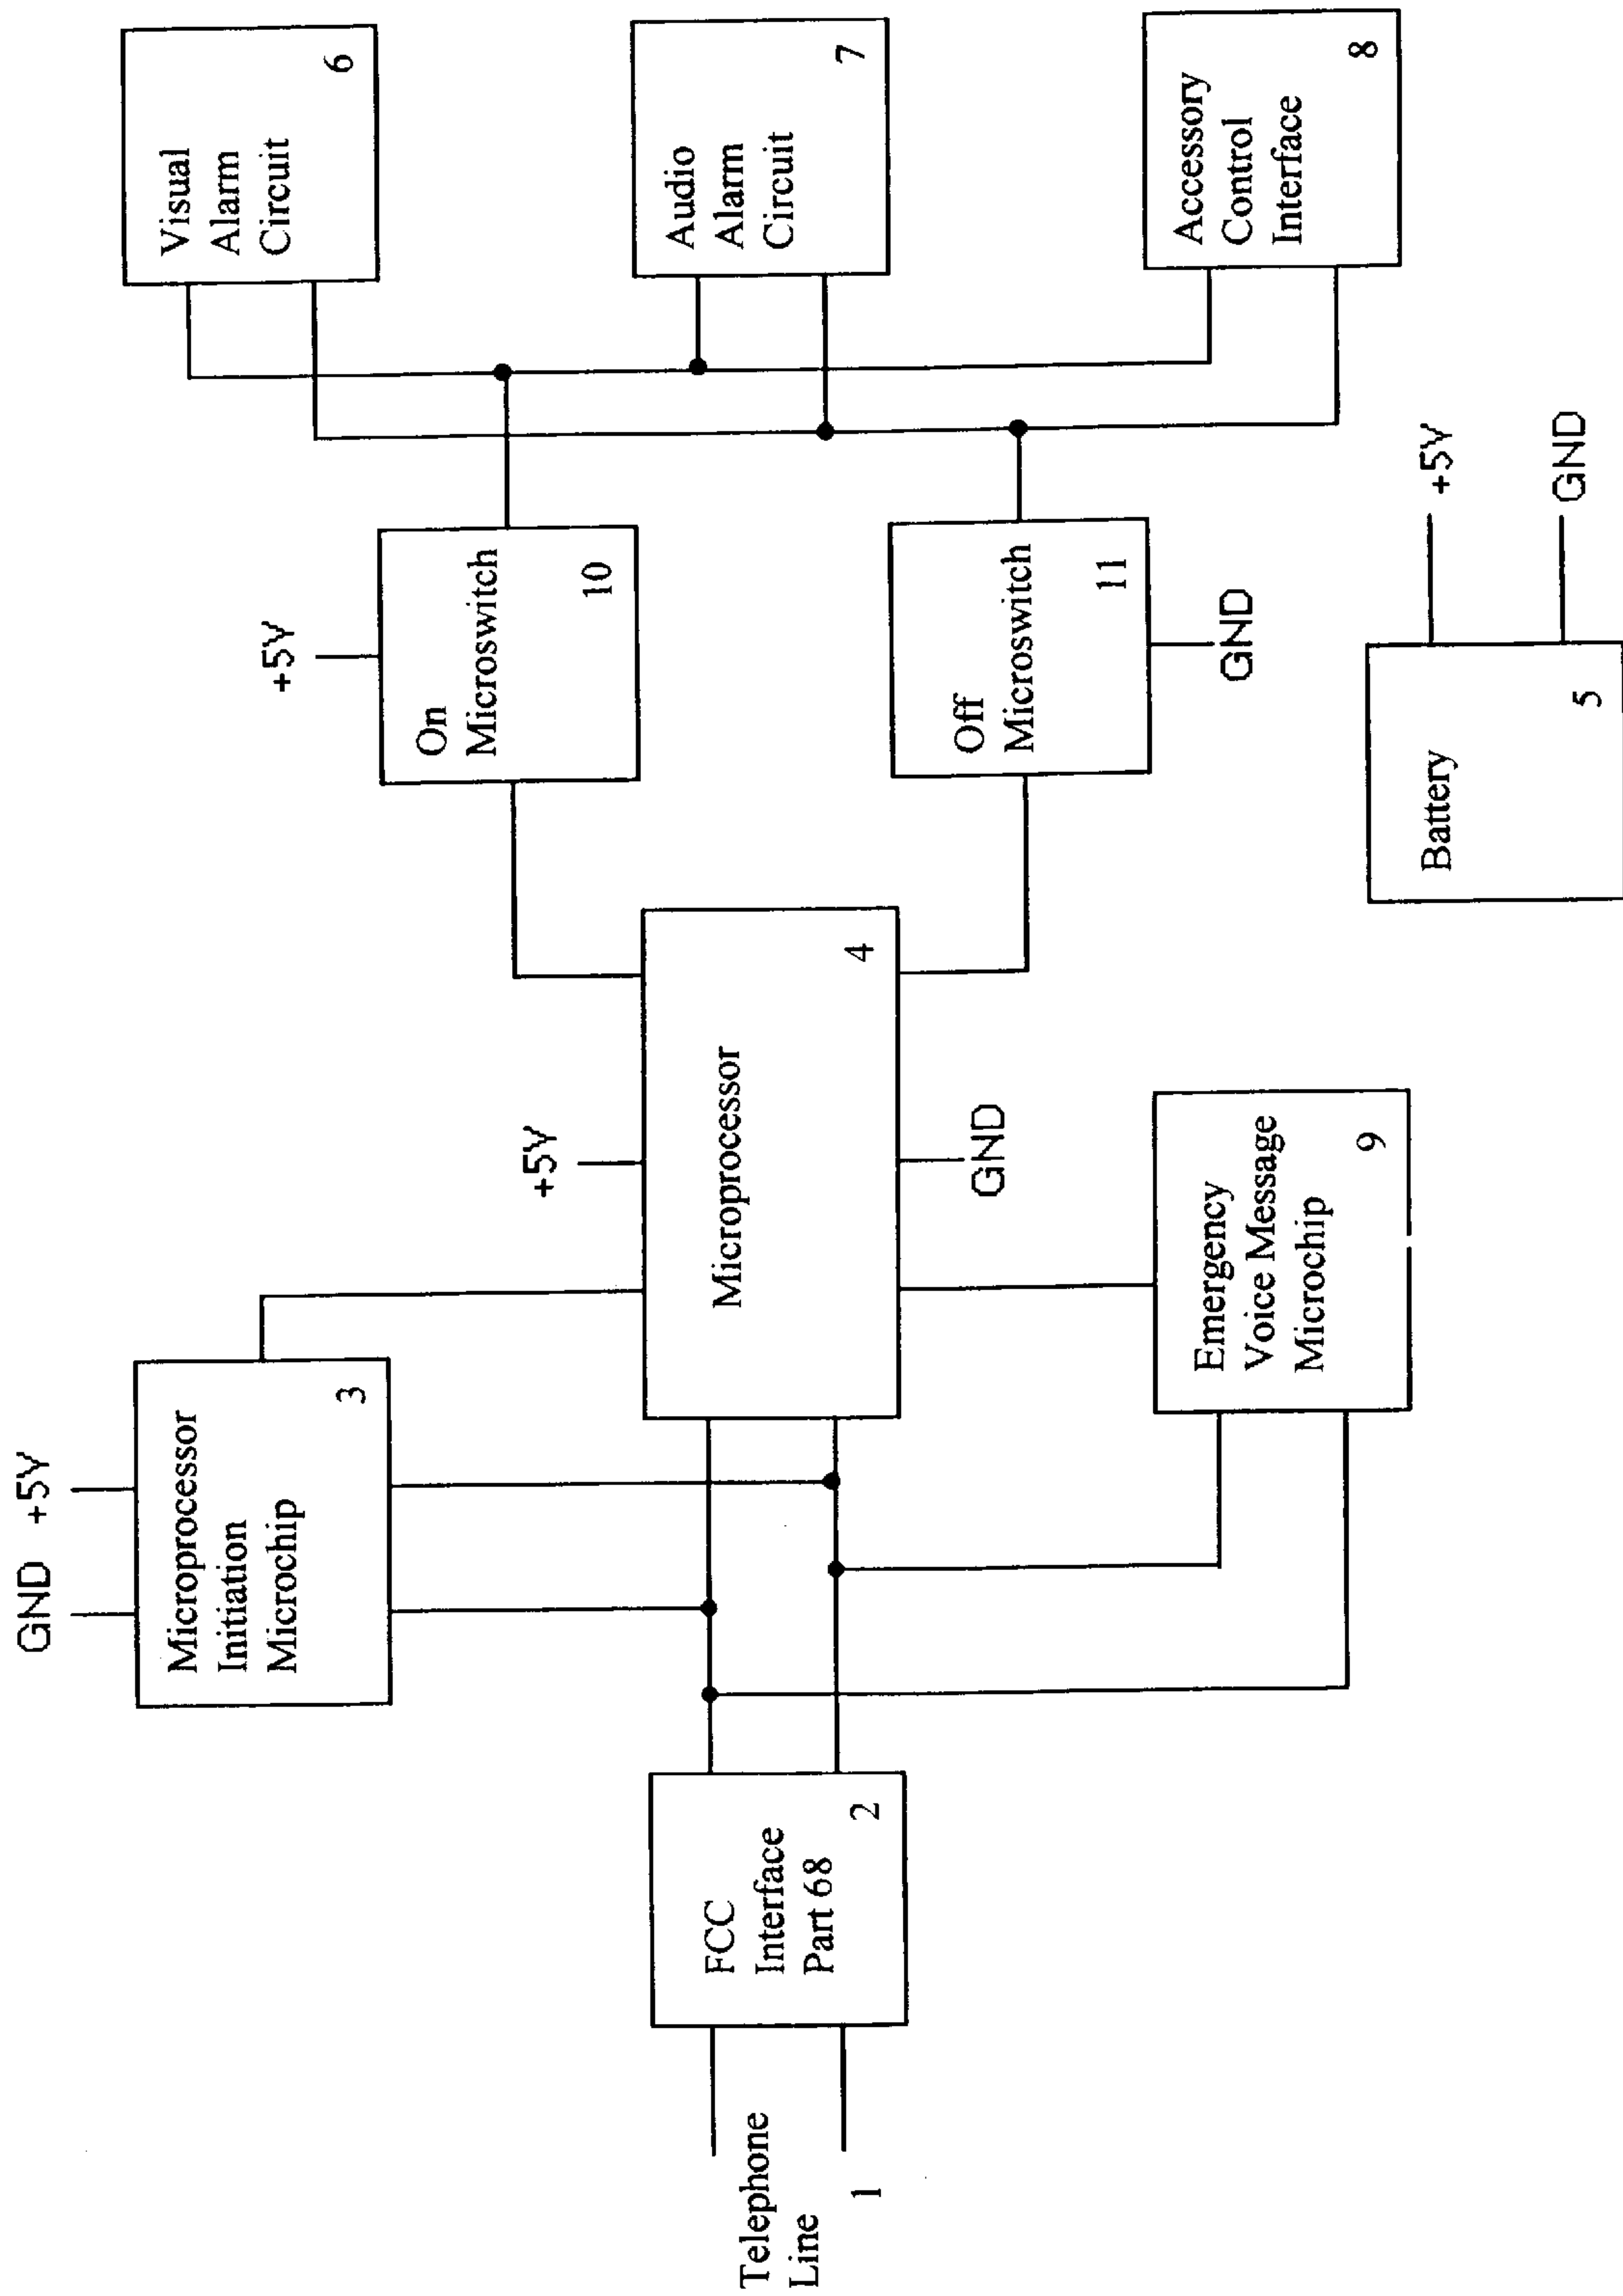 GND +5V
Microprocessor
Initiation
Microchip
3
Telephone
Line
1
FCC
Interface
Part 68
2
+5V
Microprocessor
4
GND
Emergency
Voice Message
Microchip
9
+5V
On
Microswitch
10
Off
Microswitch
11
GND
Visual
Alarm
Circuit
6
Audio
Alarm
Circuit
7
Accessory
Control
Interface
8
Battery
5
+5V
GND